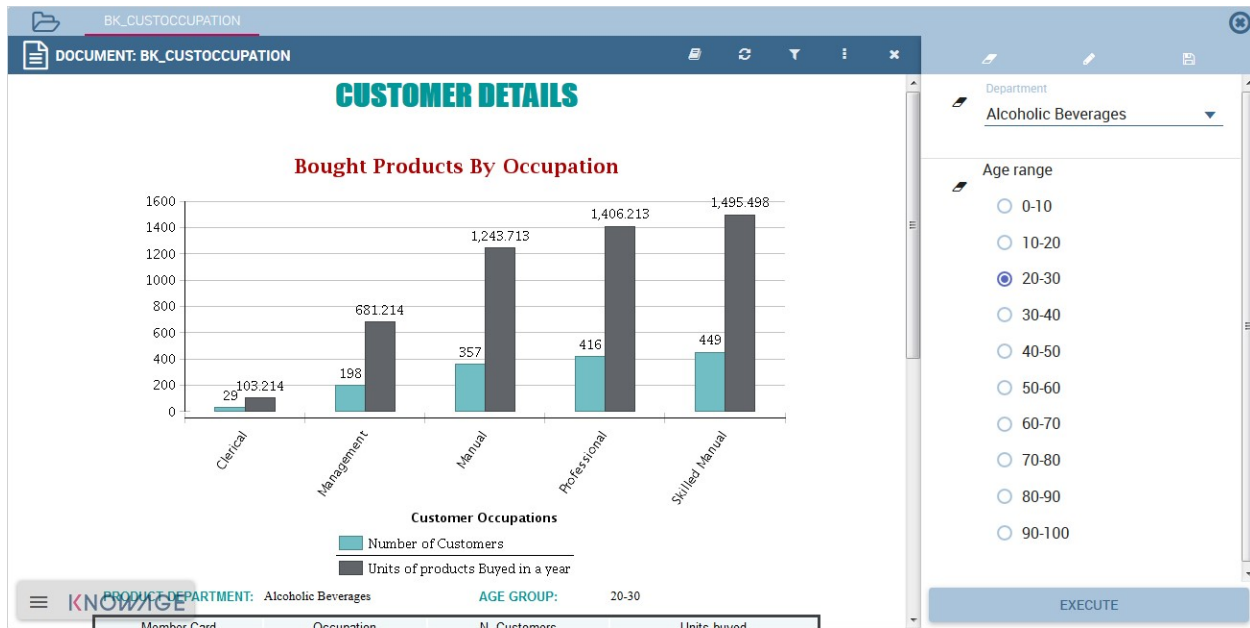 BK_CUSTOCCUPATION
DOCUMENT: BK_CUSTOCCUPATION
CUSTOMER DETAILS
Bought Products By Occupation
1600
1400
1200
1000
800
600
400
200
0
29
103.214
198
681.214
357
1,243.713
416
1,406.213
449
1,495.498
Clerical
Management
Manual
Professional
Skilled Manual
Customer Occupations
Number of Customers
Units of products Buyed in a year
PRODUCT DEPARTMENT: Alcoholic Beverages AGE GROUP: 20-30
KNOWAGE
Member Card Occupation N. Customers Units buyed
Department
Alcoholic Beverages
Age range
0-10
10-20
20-30
30-40
40-50
50-60
60-70
70-80
80-90
90-100
EXECUTE